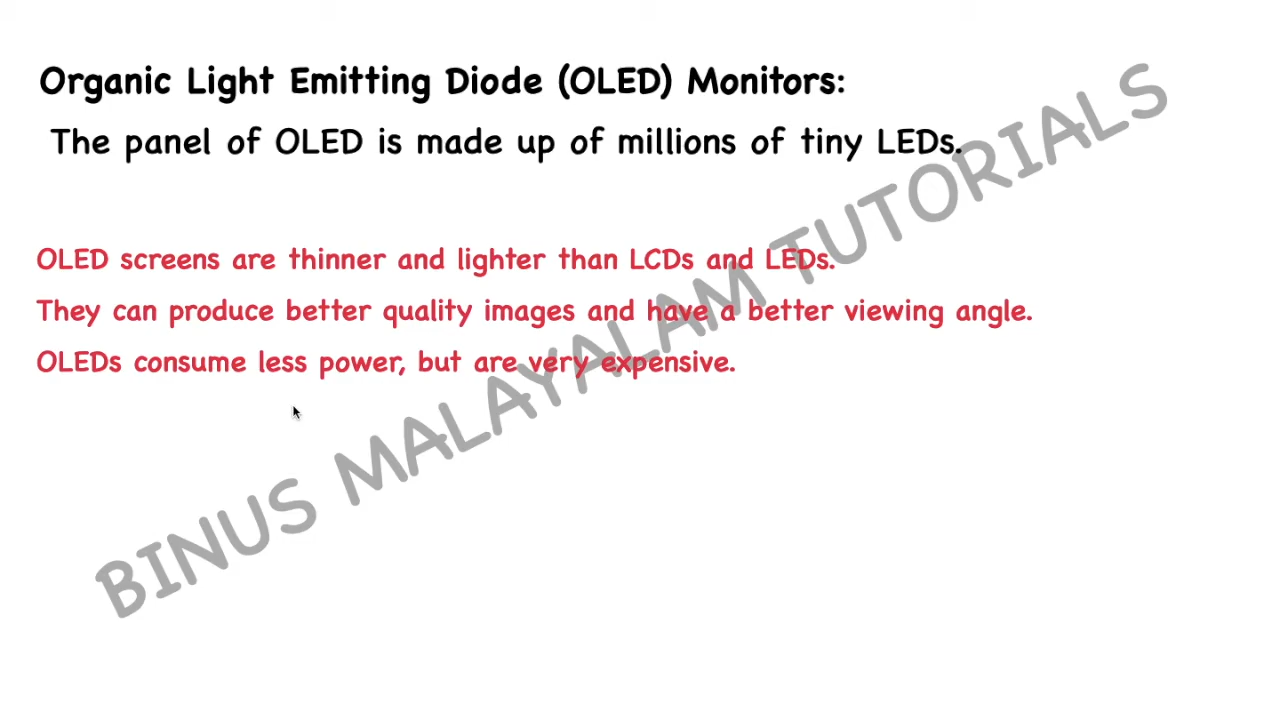 Organic Light Emitting Diode (OLED) Monitors:
The panel of OLED is made up of millions of tiny LEDs.
OLED screens are thinner and lighter than LCDs and LEDs.
They can produce better quality images and have a better viewing angle.
OLEDs consume less power, but are very expensive.
BINUS MALAYALAM TUTORIALS